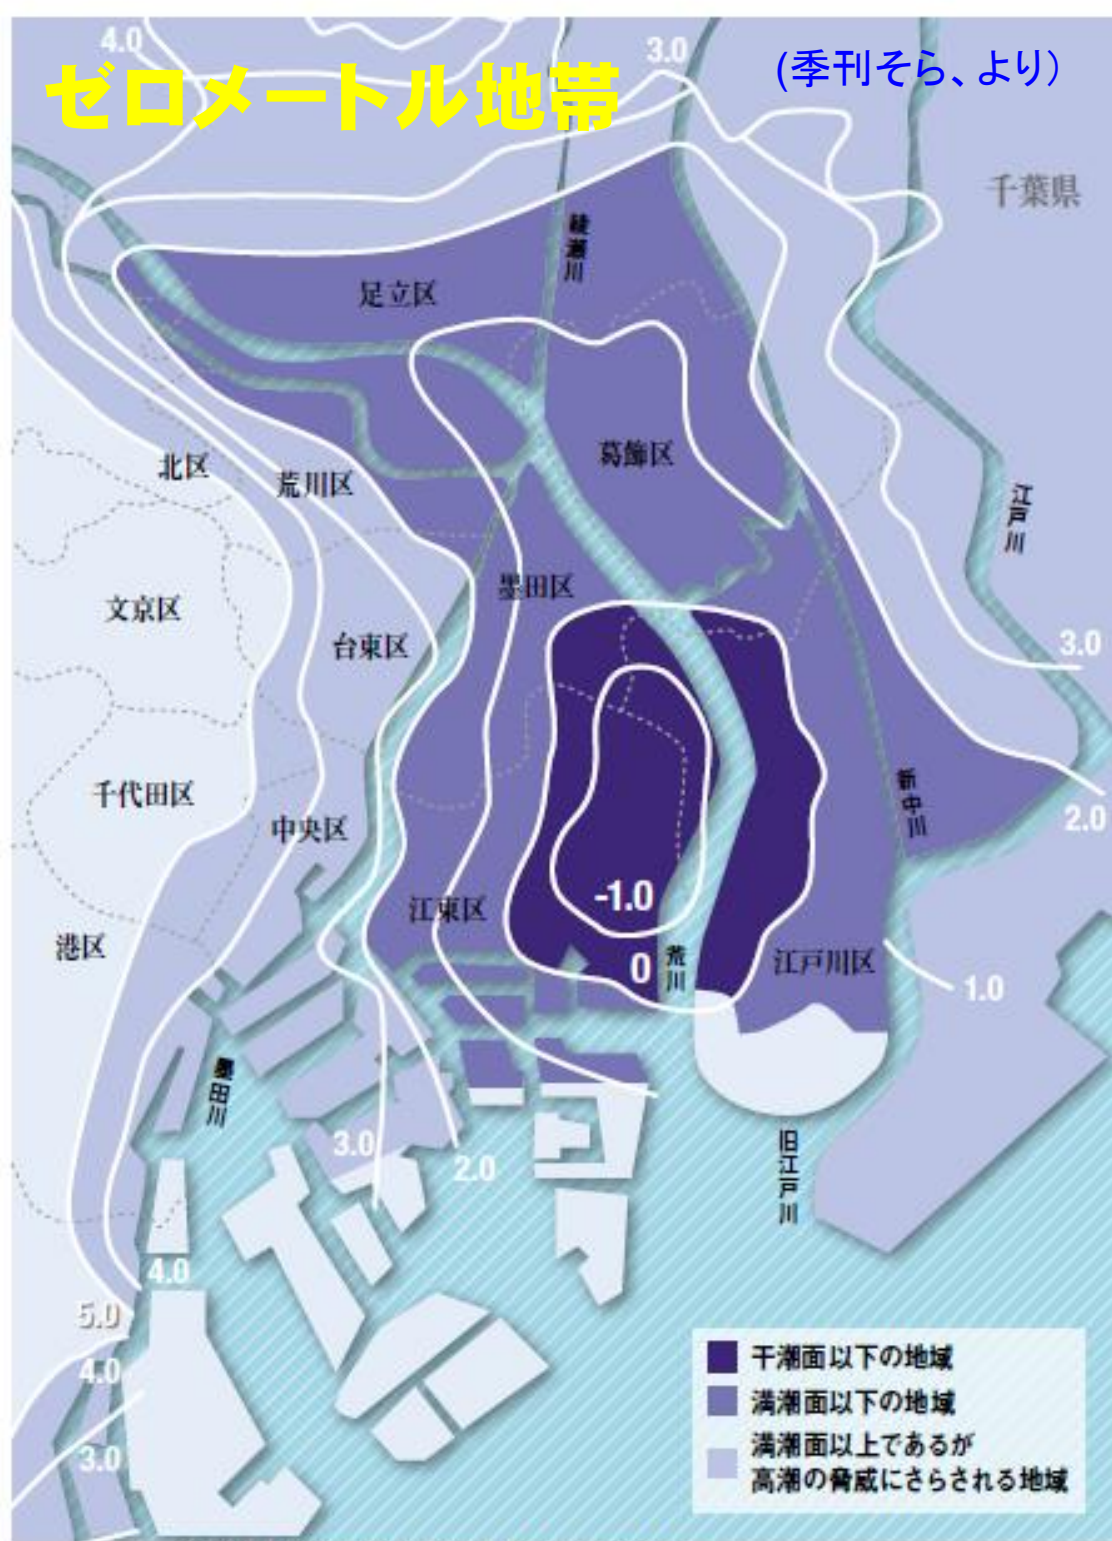 4.0
3.0
ゼロメートル地帯
(季刊そら、より)
千葉県
綾瀬川
足立区
葛飾区
北区
荒川区
江戸川
墨田区
文京区
台東区
3.0
千代田区
中央区
新中川
2.0
-1.0
江東区
港区
0
荒川
江戸川区
1.0
墨田川
3.0
2.0
旧江戸川
4.0
5.0
4.0
3.0
干潮面以下の地域
満潮面以下の地域
満潮面以上であるが
高潮の脅威にさらされる地域